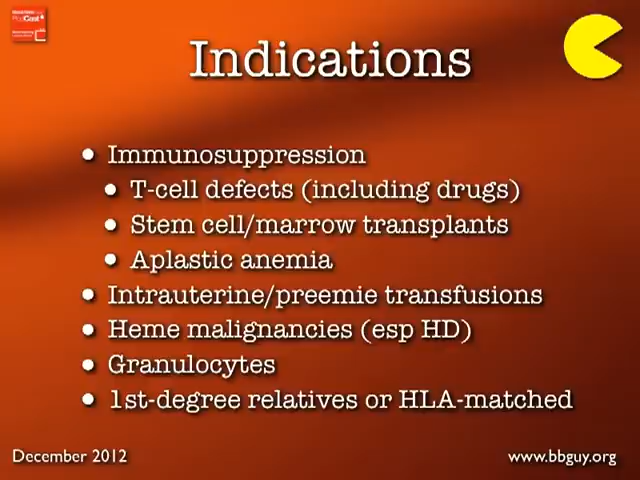 Indications
• Immunosuppression
• T-cell defects (including drugs)
• Stem cell/marrow transplants
• Aplastic anemia
• Intrauterine/preemie transfusions
• Heme malignancies (esp HD)
• Granulocytes
• 1st-degree relatives or HLA-matched
December 2012
www.bbguy.org